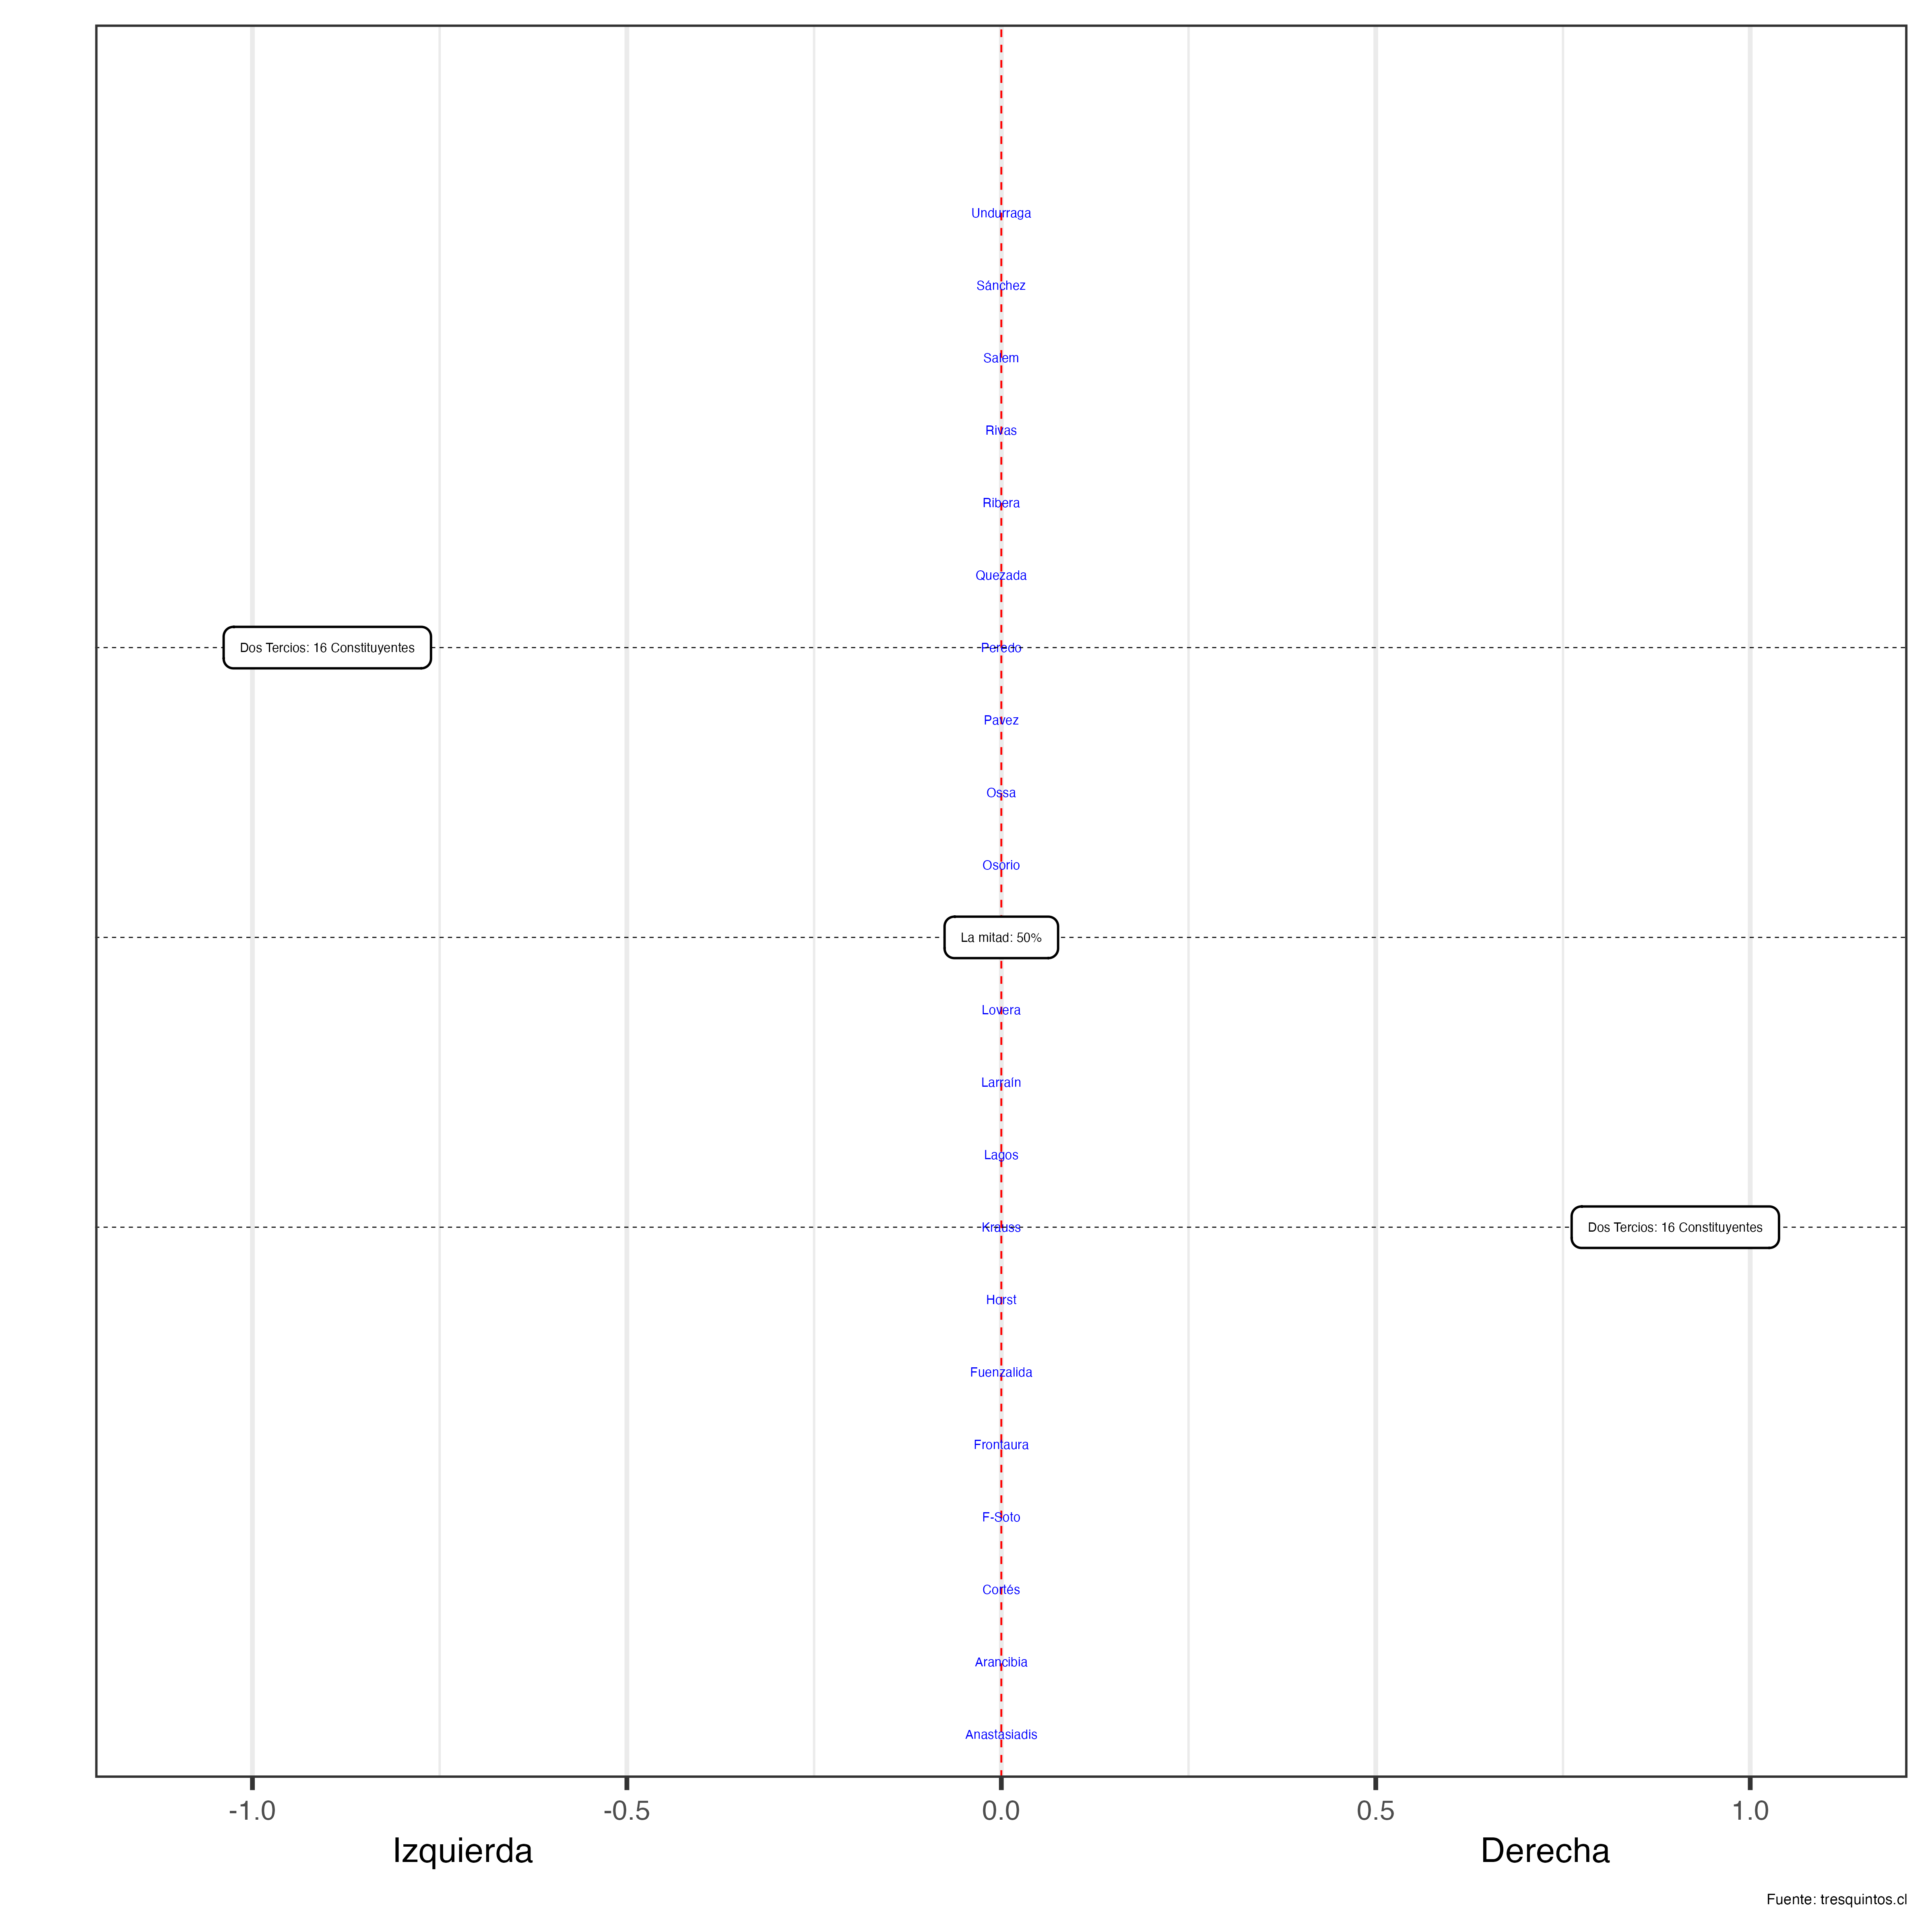 Undurraga
Sánchez
Salem
Rivas
Ribera
Quezada
Dos Tercios: 16 Constituyentes
Peredo
Pavez
Ossa
Osorio
La mitad: 50%
Lovera
Larraín
Lagos
Krauss
Dos Tercios: 16 Constituyentes
Horst
Fuenzalida
Frontaura
F-Soto
Cortés
Arancibia
Anastasiadis
-1.0
-0.5
0.0
0.5
1.0
Izquierda
Derecha
Fuente: tresquintos.cl